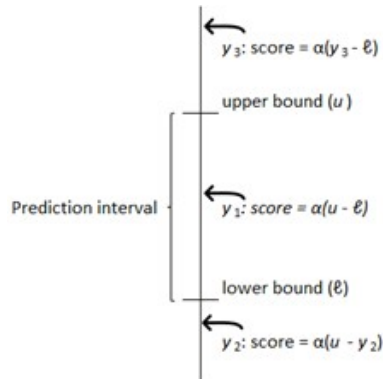 y₃: score = α(y₃ - ℓ)
upper bound (u)
Prediction interval
y₁: score = α(u - ℓ)
lower bound (ℓ)
y₂: score = α(u - y₂)